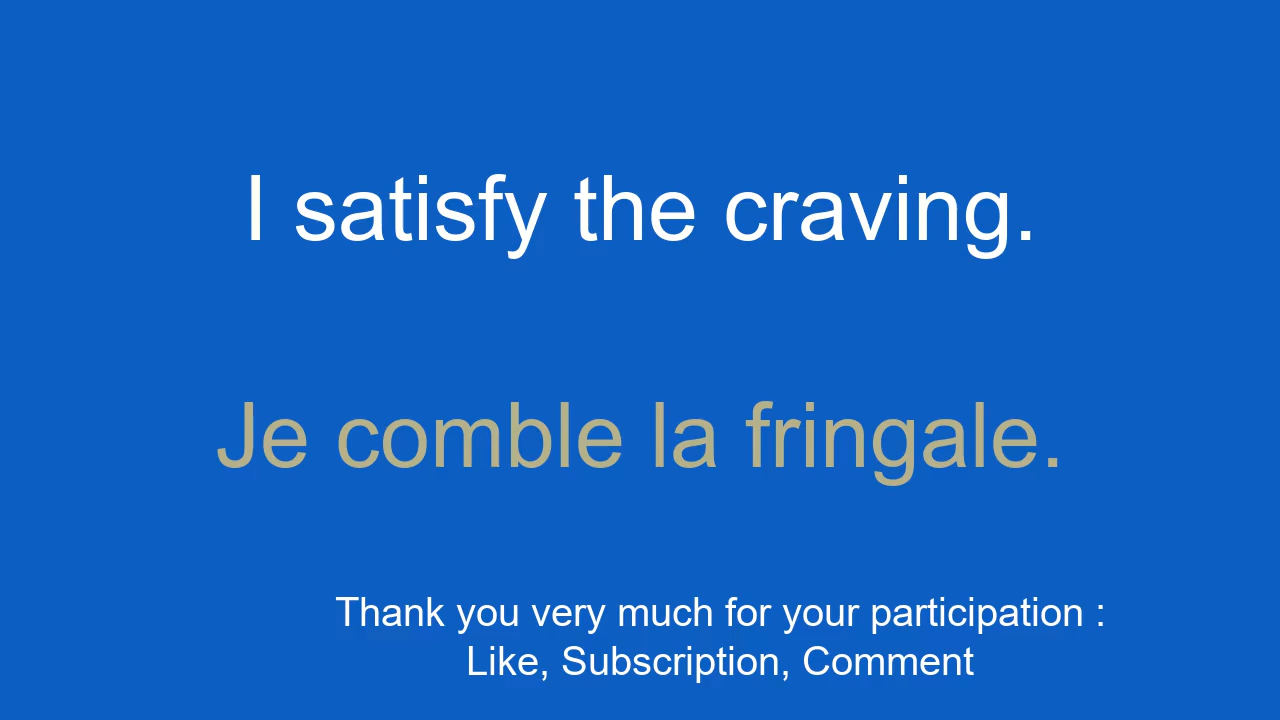 I satisfy the craving.
Je comble la fringale.
Thank you very much for your participation :
Like, Subscription, Comment